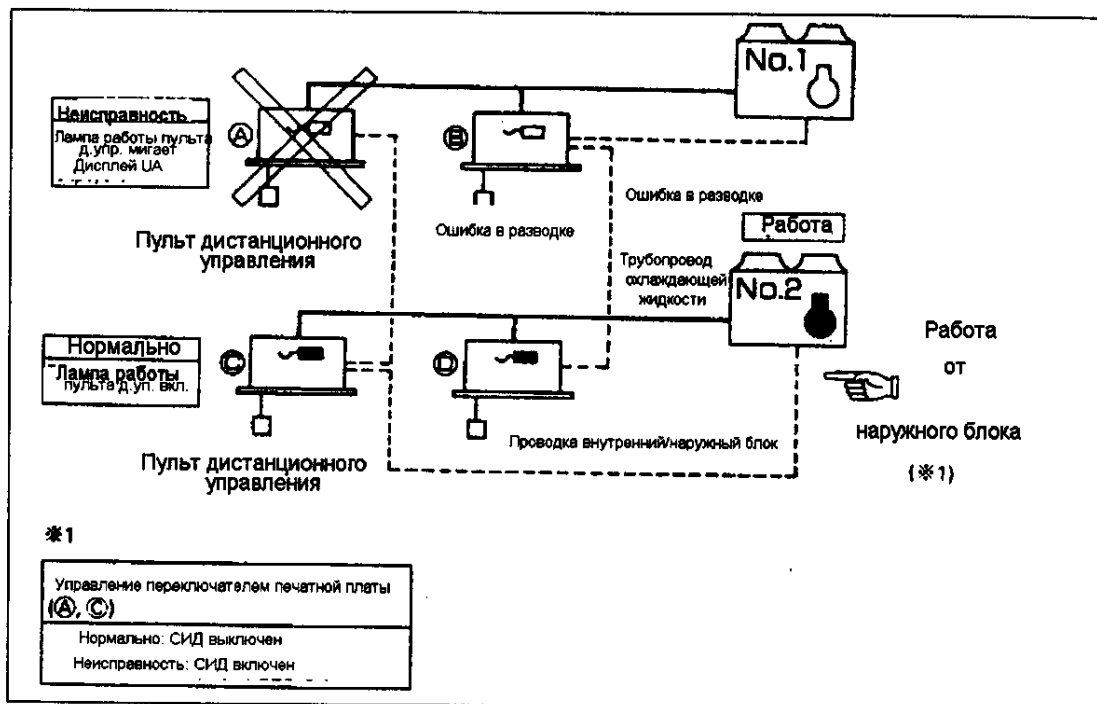 No.1
Неисправность
Лампа работы пульта
д.упр. мигает
Дисплей UA
A
B
Ошибка в разводке
Ошибка в разводке
Пульт дистанционного
управления
Работа
Трубопровод
охлаждающей
жидкости
No.2
Нормально
Лампа работы
пульта д.уп. вкл.
C
D
Работа
от
наружного блока
(※1)
Проводка внутренний/наружный блок
Пульт дистанционного
управления
※1
Управление переключателем печатной платы
(A, C)
Нормально: СИД выключен
Неисправность: СИД включен